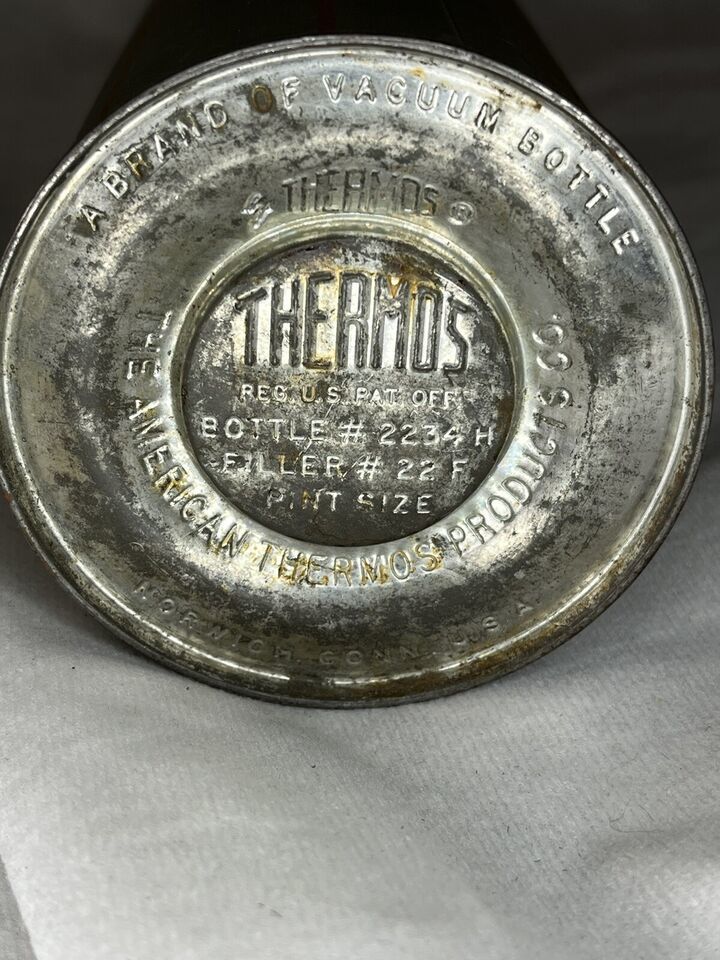 A BRAND OF VACUUM BOTTLE
THERMOS ®
THERMOS
REG. U.S. PAT. OFF.
BOTTLE # 2234 H
FILLER # 22 F
PINT SIZE
THE AMERICAN THERMOS PRODUCTS CO.
NORWICH, CONN., U.S.A.